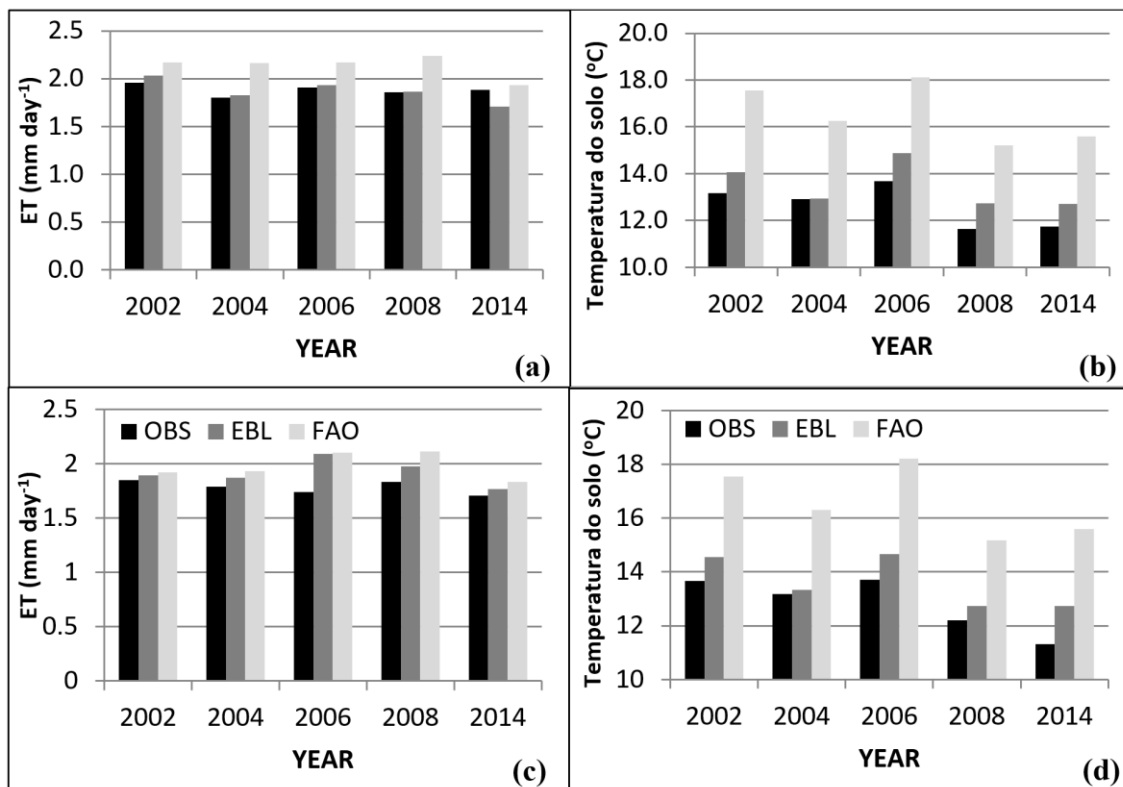 ET (mm day⁻¹)
2.5
2.0
1.5
1.0
0.5
0.0
2002 2004 2006 2008 2014
YEAR
(a)
Temperatura do solo (ºC)
20.0
18.0
16.0
14.0
12.0
10.0
2002 2004 2006 2008 2014
YEAR
(b)
ET (mm day⁻¹)
2.5
2
1.5
1
0.5
0
OBS EBL FAO
2002 2004 2006 2008 2014
YEAR
(c)
Temperatura do solo (ºC)
20
18
16
14
12
10
OBS EBL FAO
2002 2004 2006 2008 2014
YEAR
(d)